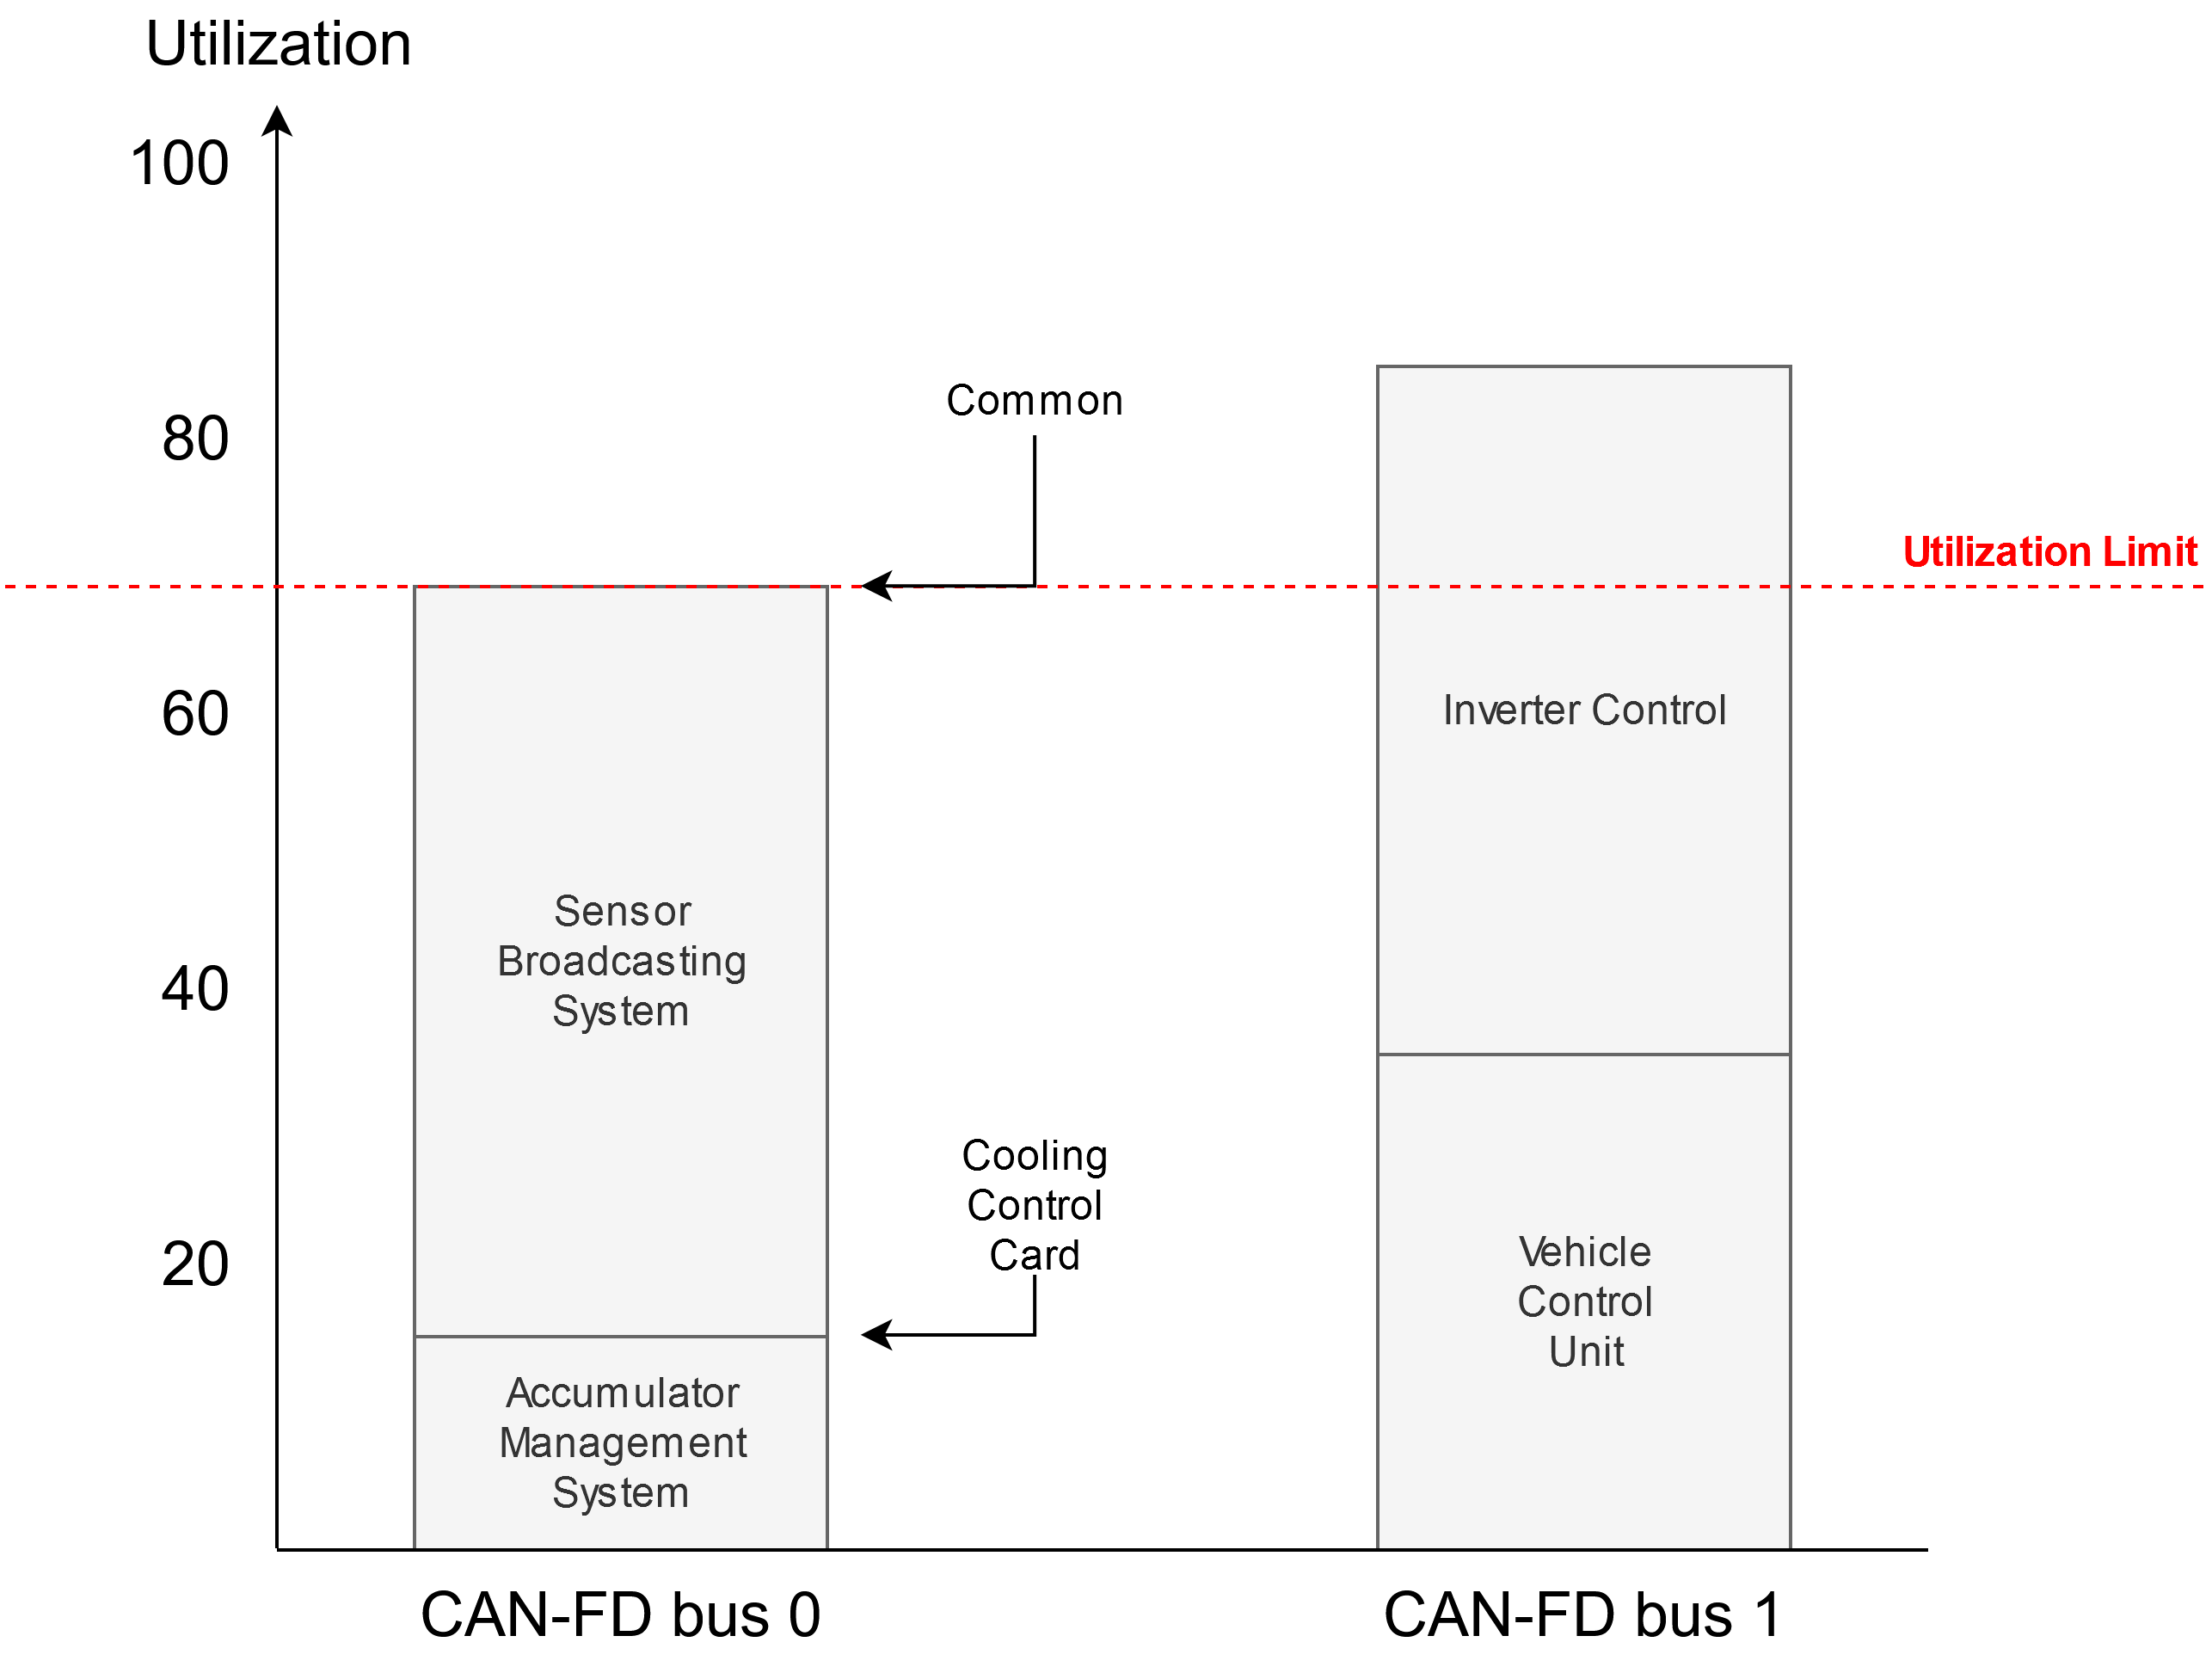 Utilization
100
80
60
40
20
Common
Utilization Limit
Inverter Control
Sensor
Broadcasting
System
Cooling
Control
Card
Vehicle
Control
Unit
Accumulator
Management
System
CAN-FD bus 0
CAN-FD bus 1